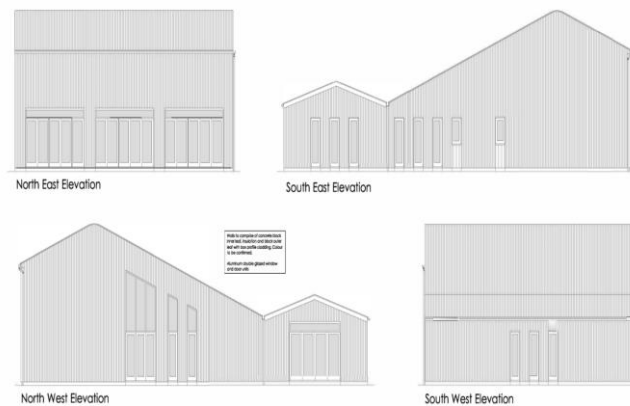 North East Elevation
South East Elevation
Walls to comprise of concrete block
inner leaf, insulation and block outer
leaf with low profile cladding. Colour
to be confirmed.
Aluminium double glazed window
and door units
North West Elevation
South West Elevation